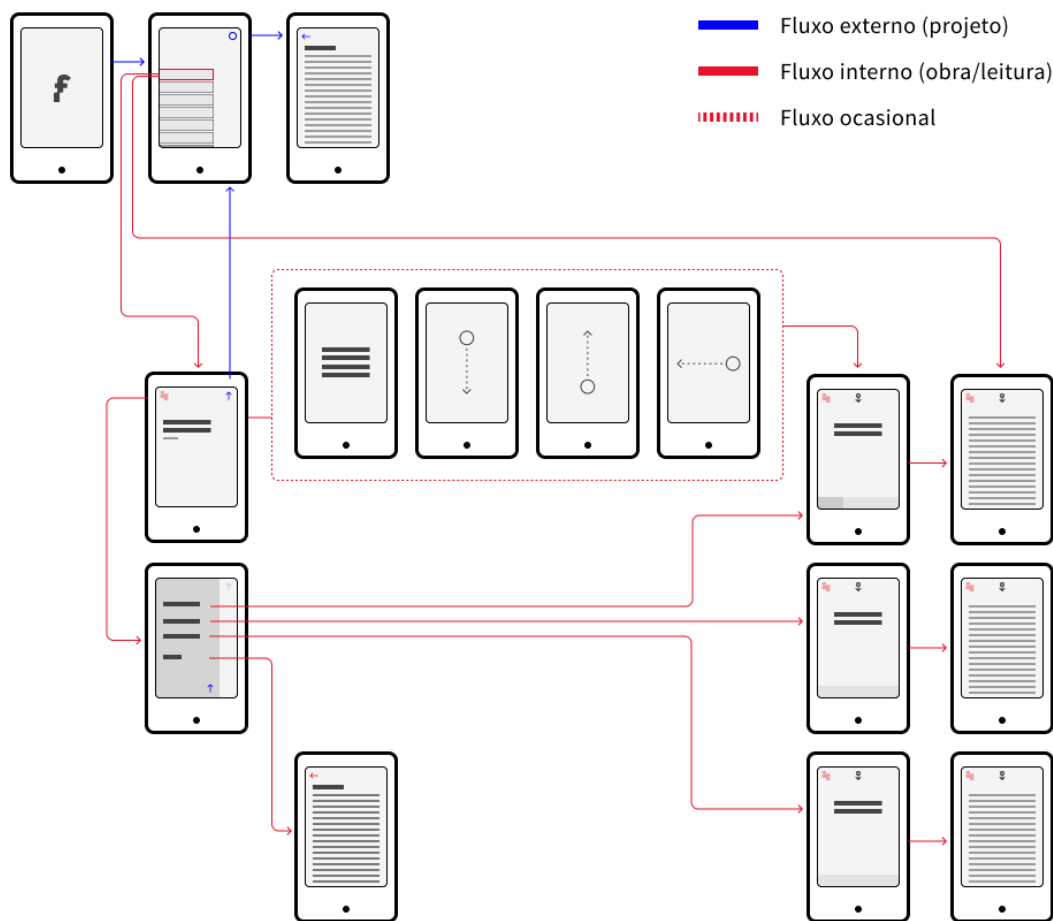 f
Fluxo externo (projeto)
Fluxo interno (obra/leitura)
Fluxo ocasional